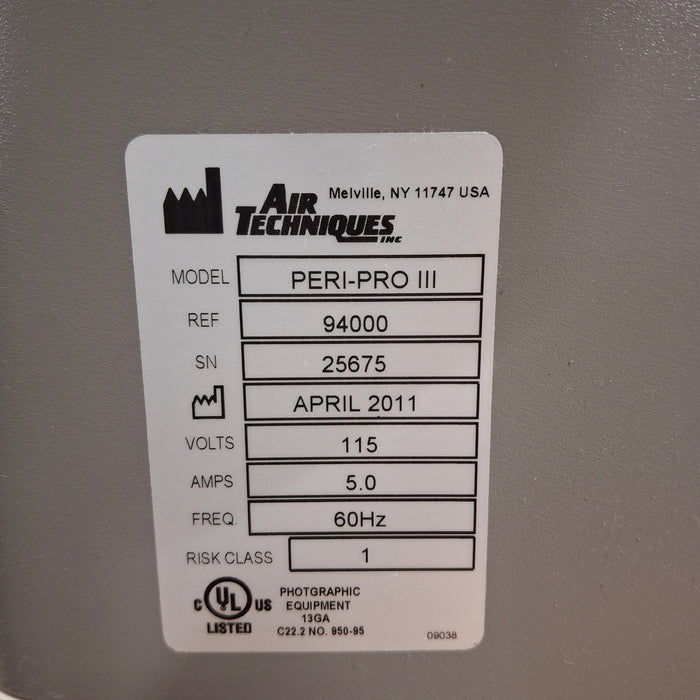 AIR TECHNIQUES INC Melville, NY 11747 USA
MODEL PERI-PRO III
REF 94000
SN 25675
APRIL 2011
VOLTS 115
AMPS 5.0
FREQ. 60Hz
RISK CLASS 1
C UL US LISTED
PHOTGRAPHIC
EQUIPMENT
13GA
C22.2 NO. 950-95
09038